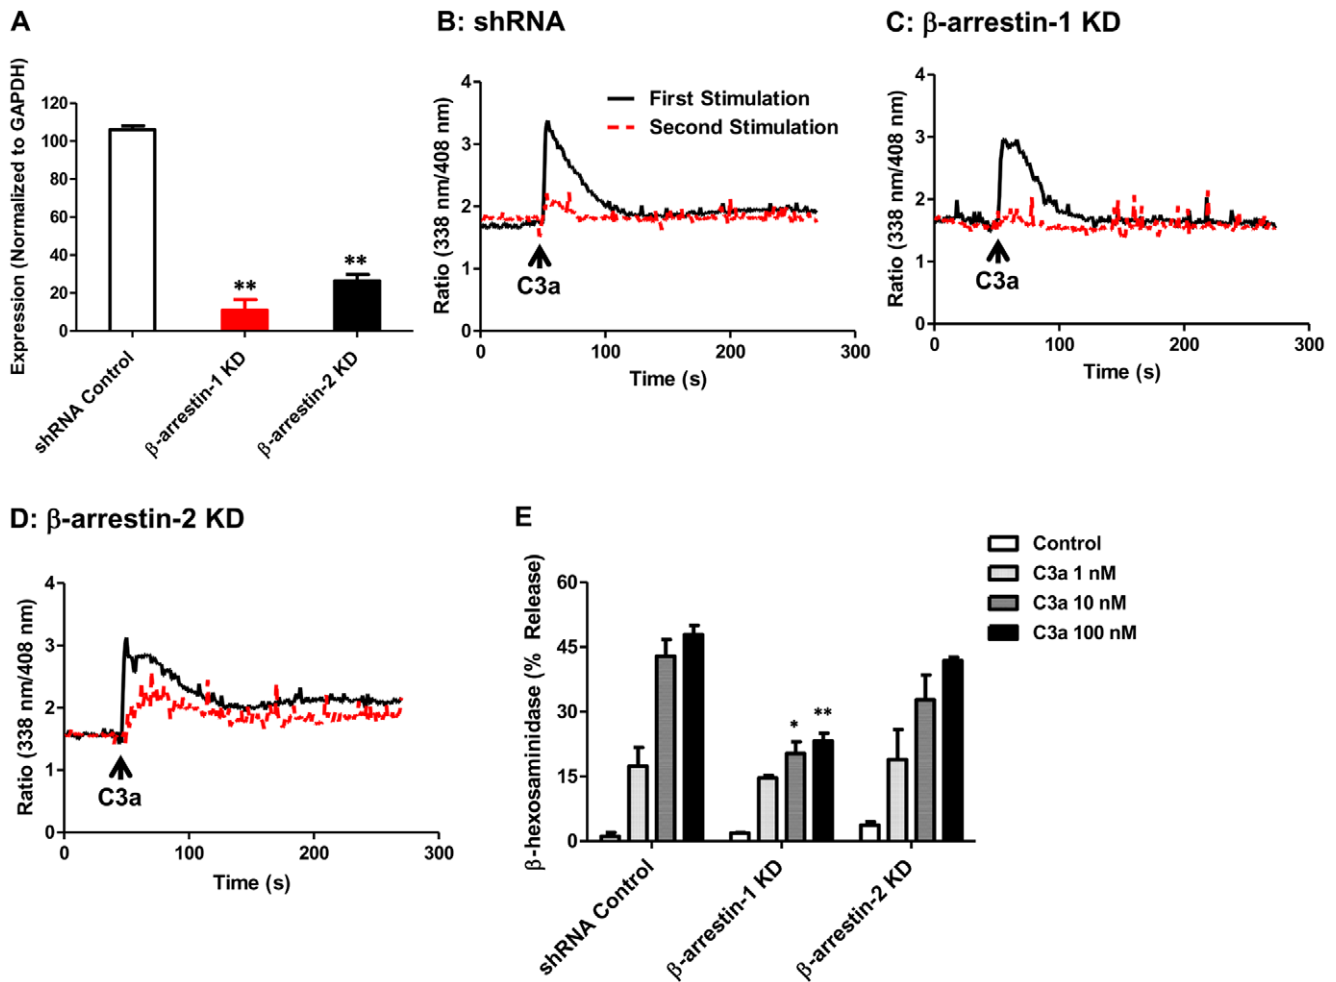 A
Expression (Normalized to GAPDH)
120
100
80
60
40
20
0
**
**
shRNA Control
β-arrestin-1 KD
β-arrestin-2 KD
B: shRNA
Ratio (338 nm/408 nm)
4
3
2
1
0
First Stimulation
Second Stimulation
C3a
0
100
200
300
Time (s)
C: β-arrestin-1 KD
Ratio (338 nm/408 nm)
4
3
2
1
0
C3a
0
100
200
300
Time (s)
D: β-arrestin-2 KD
Ratio (338 nm/408 nm)
4
3
2
1
0
C3a
0
100
200
300
Time (s)
E
β-hexosaminidase (% Release)
60
45
30
15
0
*
**
shRNA Control
β-arrestin-1 KD
β-arrestin-2 KD
Control
C3a 1 nM
C3a 10 nM
C3a 100 nM